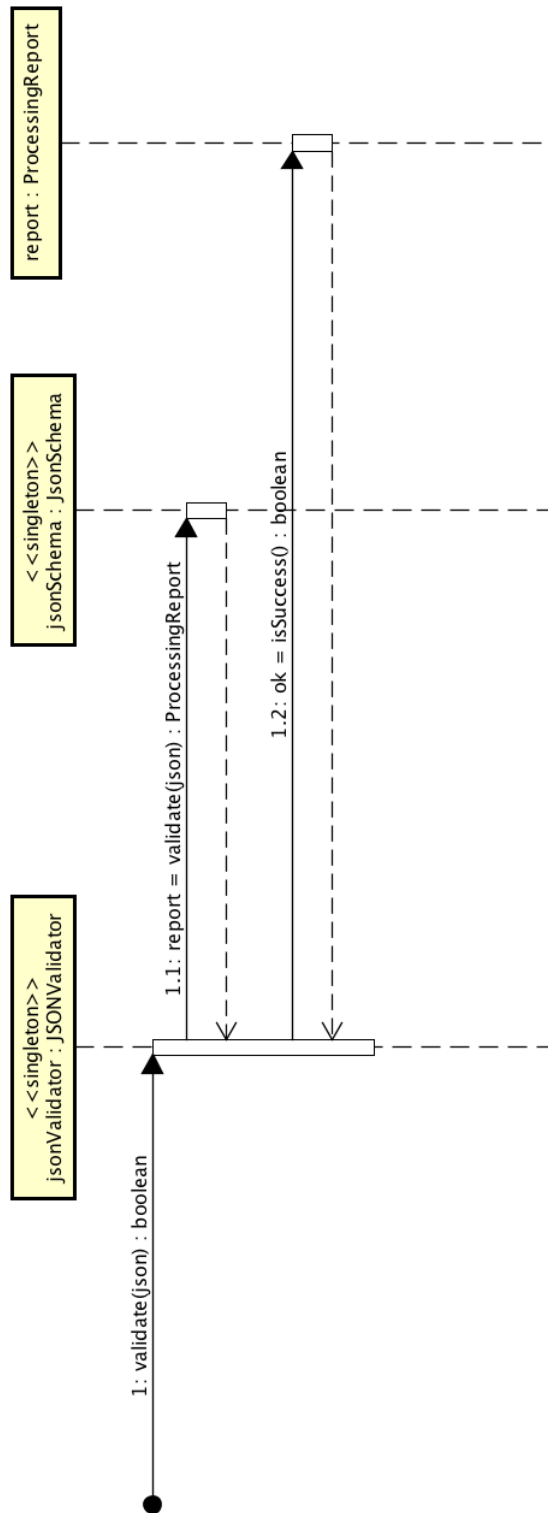 <<singleton>>
jsonValidator : JSONValidator
<<singleton>>
jsonSchema : JsonSchema
report : ProcessingReport
1: validate(json) : boolean
1.1: report = validate(json) : ProcessingReport
1.2: ok = isSuccess() : boolean